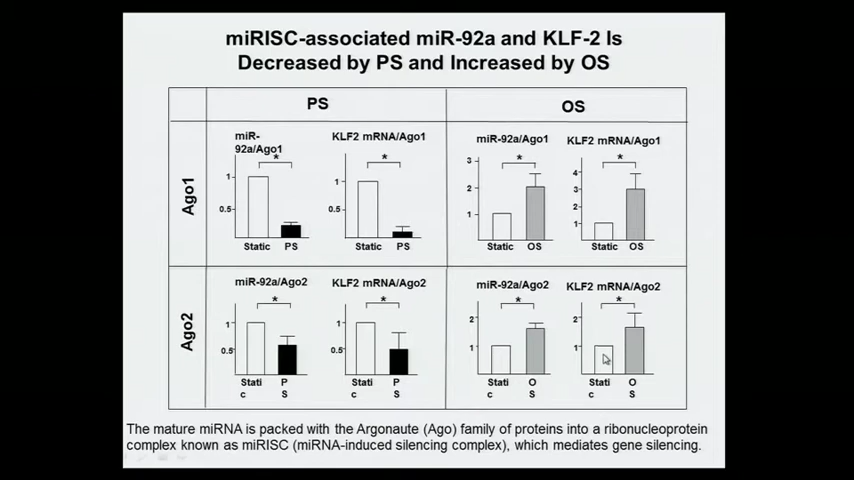 miRISC-associated miR-92a and KLF-2 Is
Decreased by PS and Increased by OS
PS
OS
Ago1
miR-
92a/Ago1
*
1
0.5
Static PS
KLF2 mRNA/Ago1
*
1
0.5
Static PS
miR-92a/Ago1
*
3
2
1
Static OS
KLF2 mRNA/Ago1
*
4
3
2
1
Static OS
Ago2
miR-92a/Ago2
*
1
0.5
Stati P
c S
KLF2 mRNA/Ago2
*
1
0.5
Stati P
c S
miR-92a/Ago2
*
2
1
Stati O
c S
KLF2 mRNA/Ago2
*
2
1
Stati O
c S
The mature miRNA is packed with the Argonaute (Ago) family of proteins into a ribonucleoprotein
complex known as miRISC (miRNA-induced silencing complex), which mediates gene silencing.